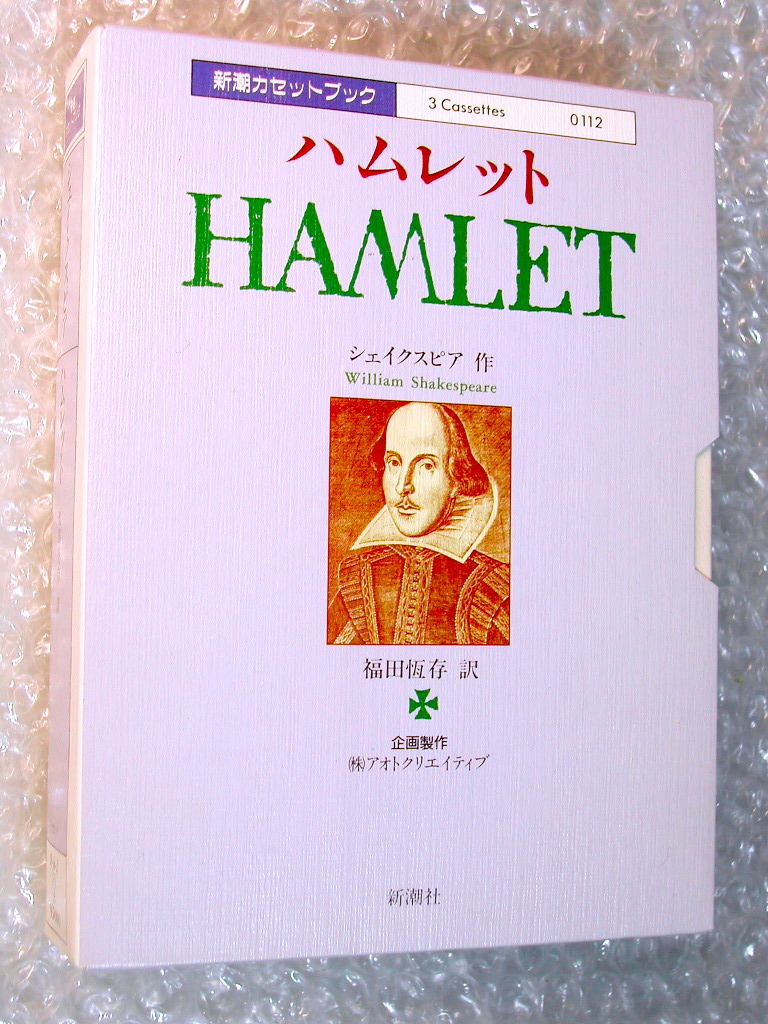 新潮カセットブック 3 Cassettes 0112
ハムレット
HAMLET
シェイクスピア 作
William Shakespeare
福田恆存 訳
企画製作
㈱アオトクリエイティブ
新潮社